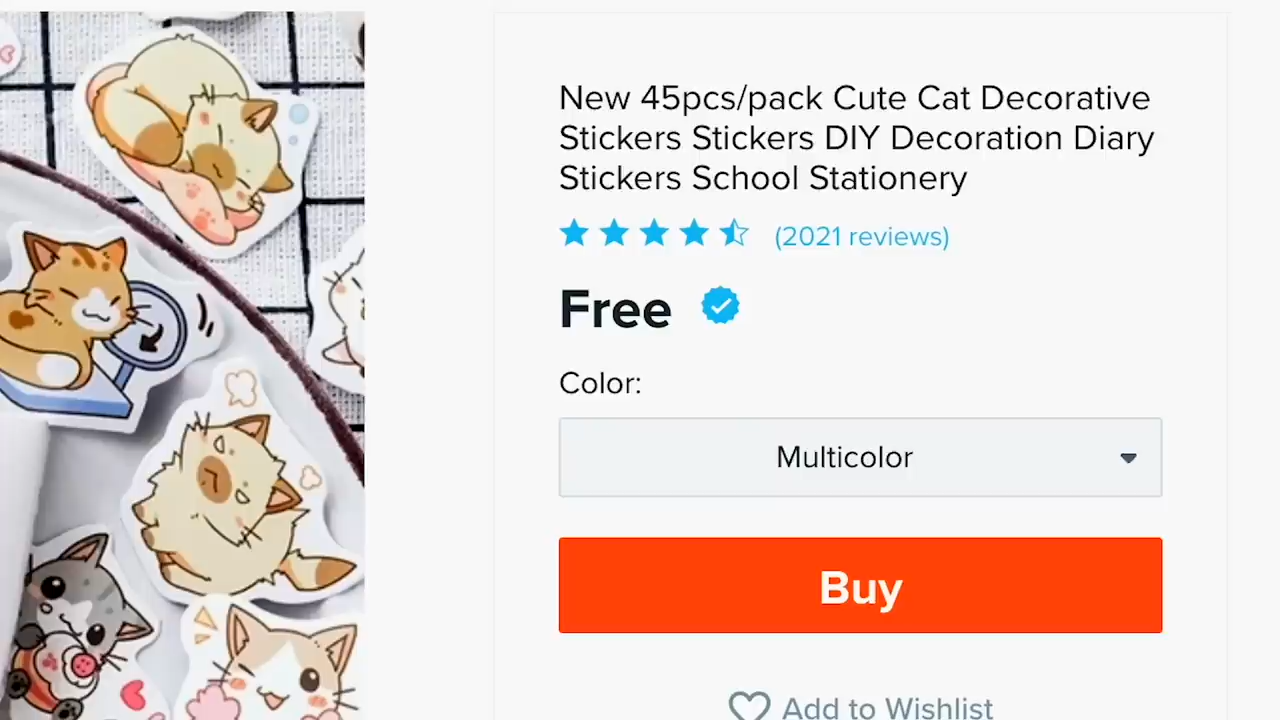 New 45pcs/pack Cute Cat Decorative
Stickers Stickers DIY Decoration Diary
Stickers School Stationery
(2021 reviews)
Free
Color:
Multicolor
Buy
Add to Wishlist